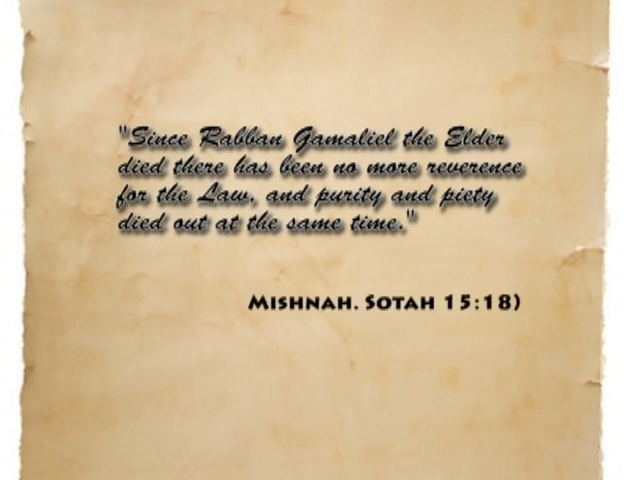 "Since Rabban Gamaliel the Elder
died there has been no more reverence
for the Law, and purity and piety
died out at the same time."
Mishnah. Sotah 15:18)